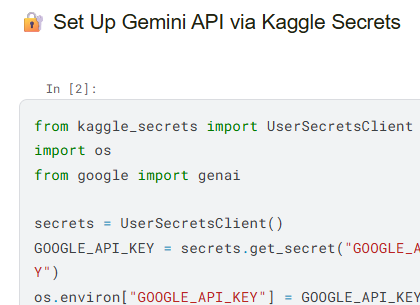 Set Up Gemini API via Kaggle Secrets
In [2]:
from kaggle_secrets import UserSecretsClient
import os
from google import genai
secrets = UserSecretsClient()
GOOGLE_API_KEY = secrets.get_secret("GOOGLE_A
Y")
os.environ["GOOGLE_API_KEY"] = GOOGLE_API_KEY